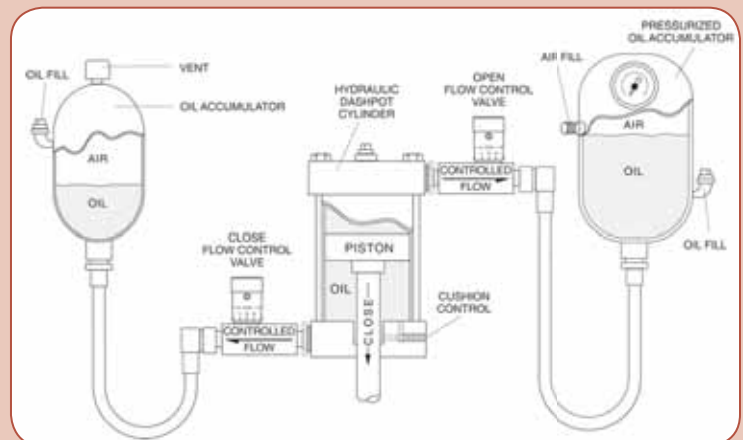 OIL FILL
VENT
OIL ACCUMULATOR
AIR
OIL
CLOSE
FLOW CONTROL
VALVE
CONTROLLED
FLOW
HYDRAULIC
DASHPOT
CYLINDER
PISTON
OIL
CLOSE
CUSHION
CONTROL
OPEN
FLOW CONTROL
VALVE
CONTROLLED
FLOW
PRESSURIZED
OIL ACCUMULATOR
AIR FILL
AIR
OIL
OIL FILL